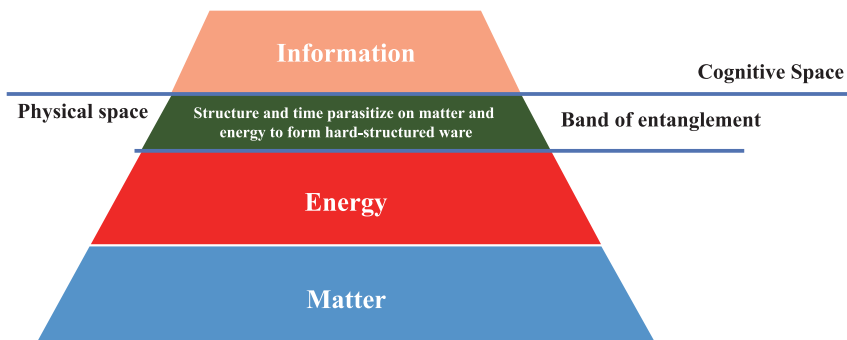 Information
Cognitive Space
Physical space
Structure and time parasitize on matter and
energy to form hard-structured ware
Band of entanglement
Energy
Matter